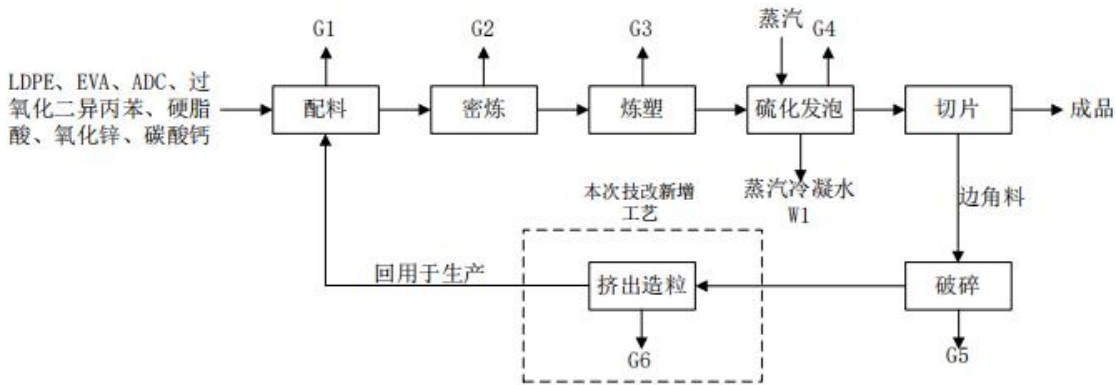 G1
G2
G3
蒸汽
G4
LDPE、EVA、ADC、过
氧化二异丙苯、硬脂
酸、氧化锌、碳酸钙
配料
密炼
炼塑
硫化发泡
切片
成品
蒸汽冷凝水
W1
边角料
本次技改新增
工艺
回用于生产
挤出造粒
破碎
G6
G5